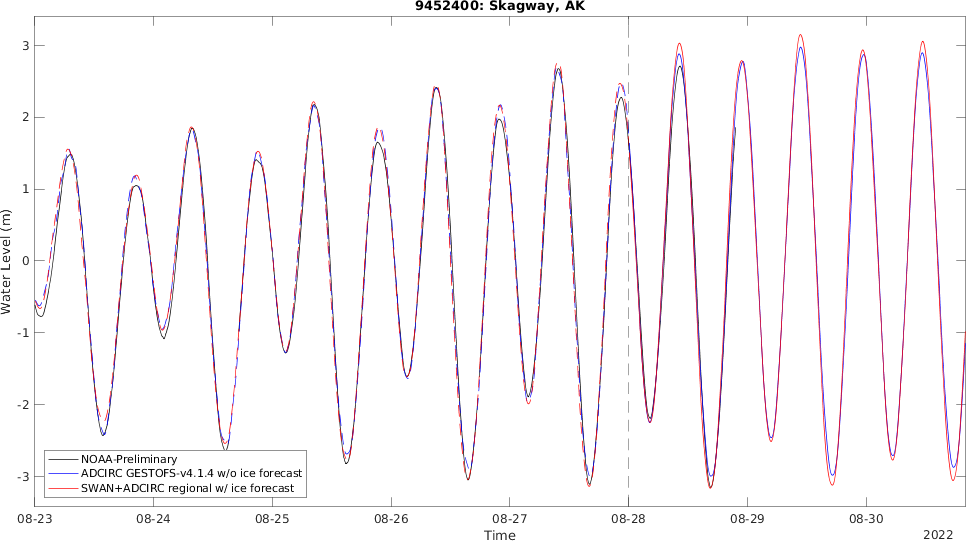 9452400: Skagway, AK
3
2
1
0
-1
-2
-3
Water Level (m)
NOAA-Preliminary
ADCIRC GESTOFS-v4.1.4 w/o ice forecast
SWAN+ADCIRC regional w/ ice forecast
08-23
08-24
08-25
08-26
08-27
08-28
08-29
08-30
Time
2022